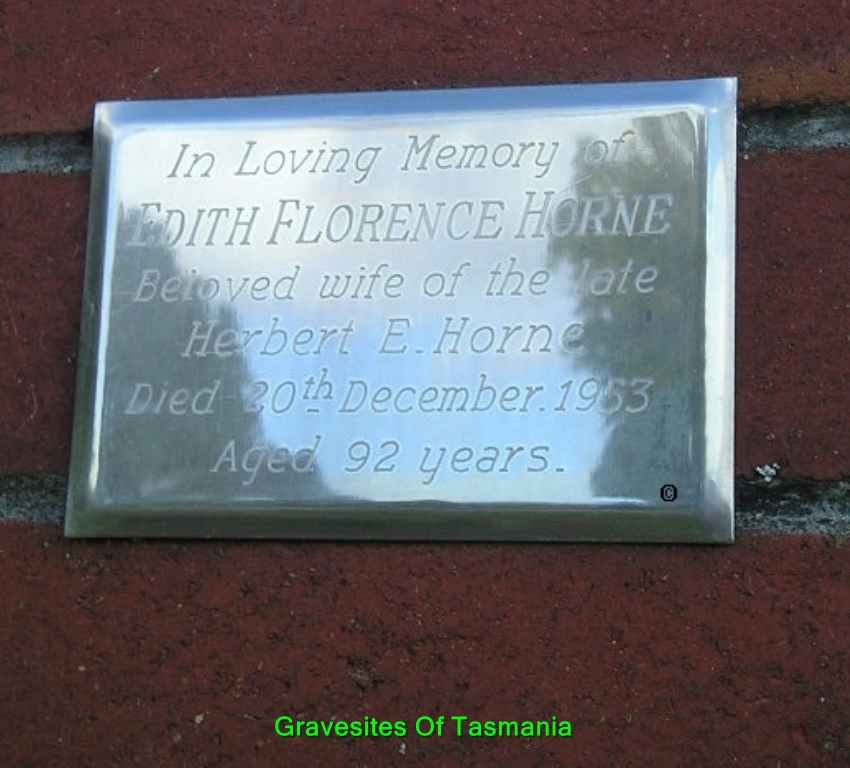 In Loving Memory of
EDITH FLORENCE HORNE
Beloved wife of the late
Herbert E. Horne
Died 20th December. 1953
Aged 92 years.
©
Gravesites Of Tasmania